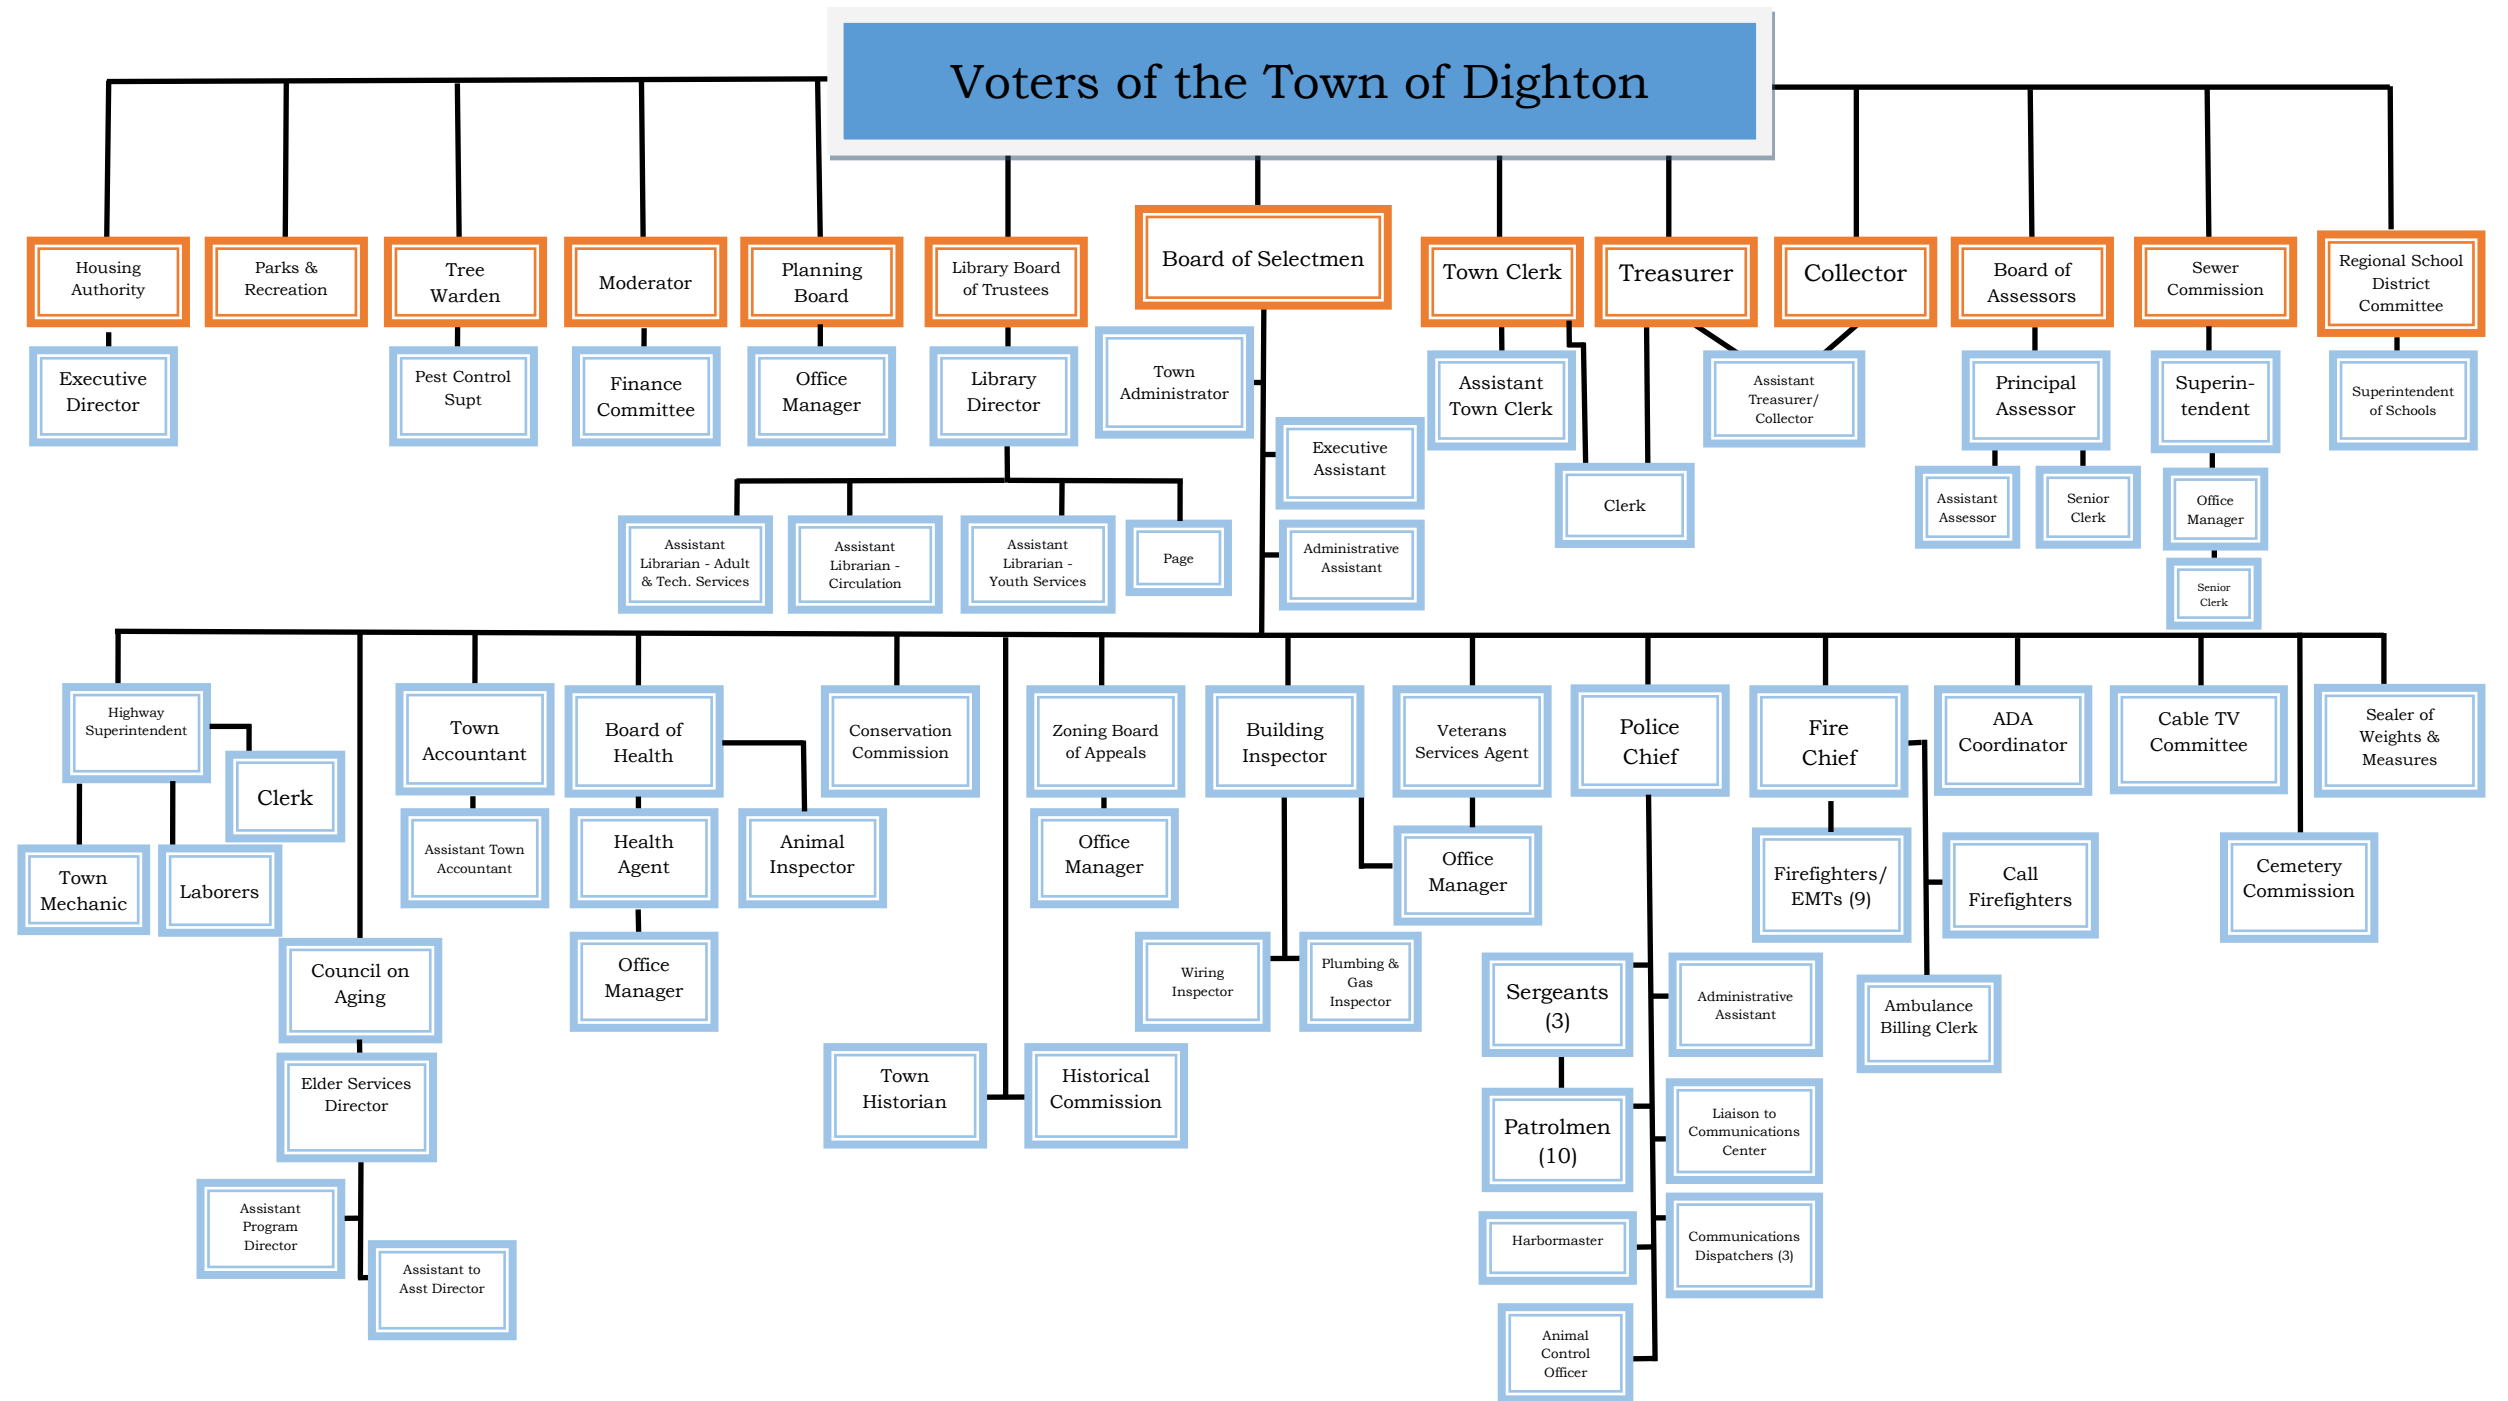 Voters of the Town of Dighton
Housing
Authority
Parks &
Recreation
Tree
Warden
Moderator
Planning
Board
Library Board
of Trustees
Board of Selectmen
Town Clerk
Treasurer
Collector
Board of
Assessors
Sewer
Commission
Regional School
District
Committee
Executive
Director
Pest Control
Supt
Finance
Committee
Office
Manager
Library
Director
Town
Administrator
Executive
Assistant
Administrative
Assistant
Assistant
Town Clerk
Clerk
Assistant
Treasurer/
Collector
Principal
Assessor
Assistant
Assessor
Senior
Clerk
Superin-
tendent
Office
Manager
Senior
Clerk
Superintendent
of Schools
Assistant
Librarian - Adult
& Tech. Services
Assistant
Librarian -
Circulation
Assistant
Librarian -
Youth Services
Page
Highway
Superintendent
Clerk
Town
Mechanic
Laborers
Council on
Aging
Elder Services
Director
Assistant
Program
Director
Assistant to
Asst Director
Town
Accountant
Assistant Town
Accountant
Board of
Health
Health
Agent
Animal
Inspector
Office
Manager
Conservation
Commission
Town
Historian
Historical
Commission
Zoning Board
of Appeals
Office
Manager
Building
Inspector
Wiring
Inspector
Plumbing &
Gas
Inspector
Veterans
Services Agent
Office
Manager
Police
Chief
Sergeants
(3)
Administrative
Assistant
Patrolmen
(10)
Liaison to
Communications
Center
Harbormaster
Communications
Dispatchers (3)
Animal
Control
Officer
Fire
Chief
Firefighters/
EMTs (9)
Call
Firefighters
Ambulance
Billing Clerk
ADA
Coordinator
Cable TV
Committee
Cemetery
Commission
Sealer of
Weights &
Measures